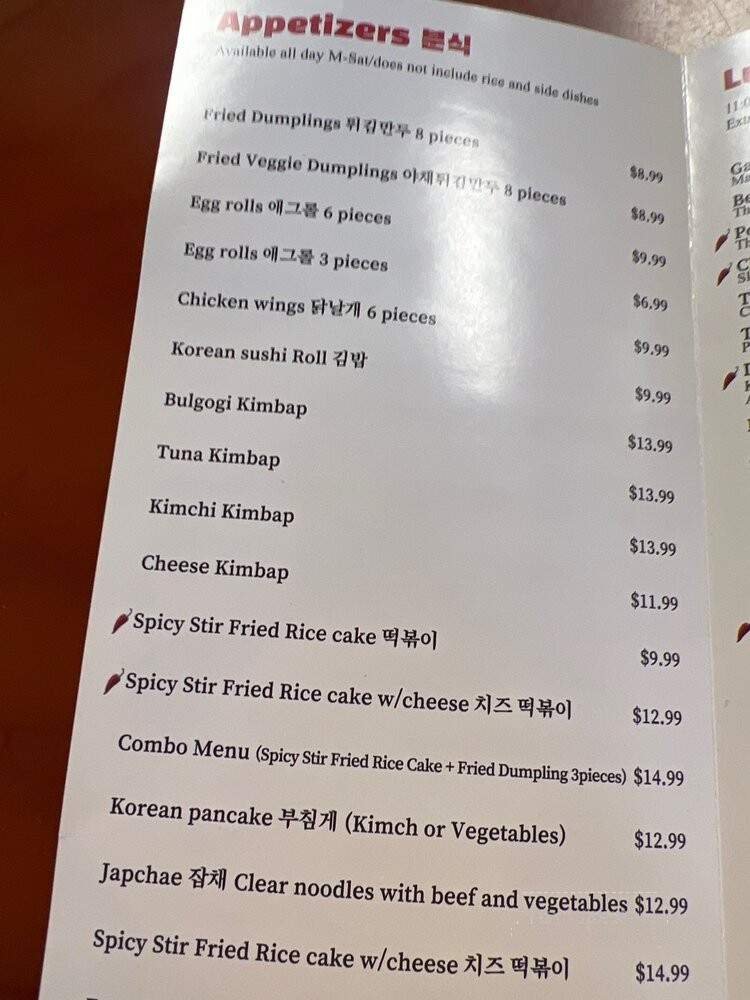 Appetizers 분식
Available all day M-Sat/does not include rice and side dishes
Fried Dumplings 튀김만두 8 pieces $8.99
Fried Veggie Dumplings 야채튀김만두 8 pieces $8.99
Egg rolls 에그롤 6 pieces $9.99
Egg rolls 에그롤 3 pieces $6.99
Chicken wings 닭날개 6 pieces $9.99
Korean sushi Roll 김밥 $9.99
Bulgogi Kimbap $13.99
Tuna Kimbap $13.99
Kimchi Kimbap $13.99
Cheese Kimbap $11.99
Spicy Stir Fried Rice cake 떡볶이 $9.99
Spicy Stir Fried Rice cake w/cheese 치즈 떡볶이 $12.99
Combo Menu (Spicy Stir Fried Rice Cake + Fried Dumpling 3pieces) $14.99
Korean pancake 부침게 (Kimch or Vegetables) $12.99
Japchae 잡채 Clear noodles with beef and vegetables $12.99
Spicy Stir Fried Rice cake w/cheese 치즈 떡볶이 $14.99